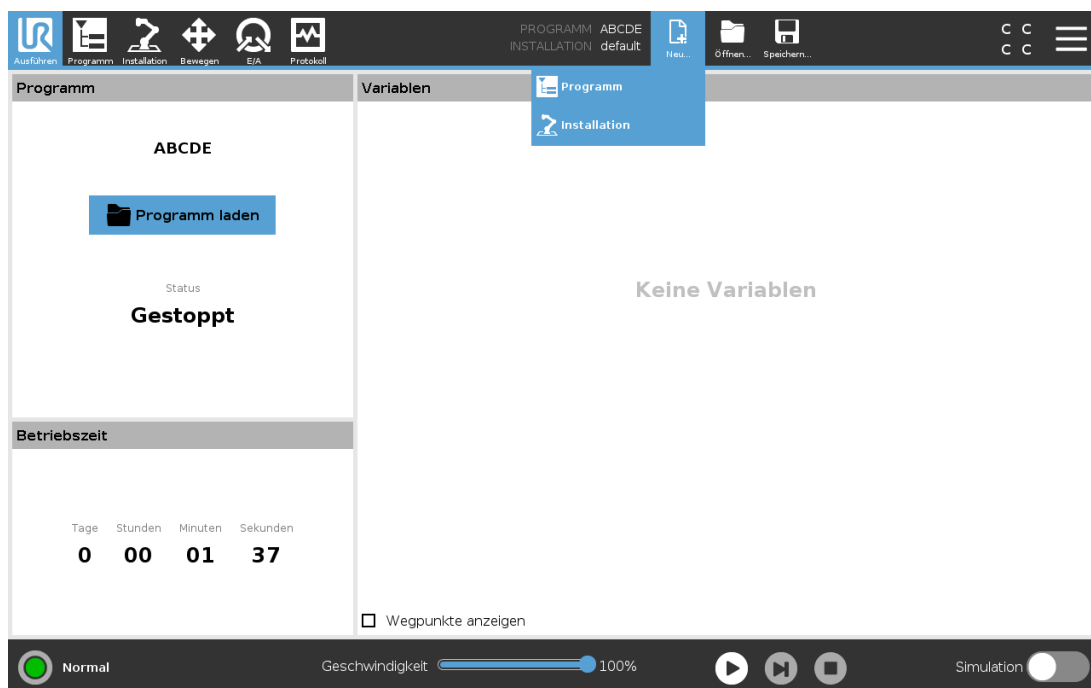 UR
Ausführen
Programm
Installation
Bewegen
E/A
Protokoll
PROGRAMM ABCDE
INSTALLATION default
Neu...
Öffnen...
Speichern...
C C
C C
Programm
Installation
Programm
ABCDE
Programm laden
Status
Gestoppt
Betriebszeit
Tage Stunden Minuten Sekunden
0 00 01 37
Variablen
Keine Variablen
Wegpunkte anzeigen
Normal
Geschwindigkeit 100%
Simulation